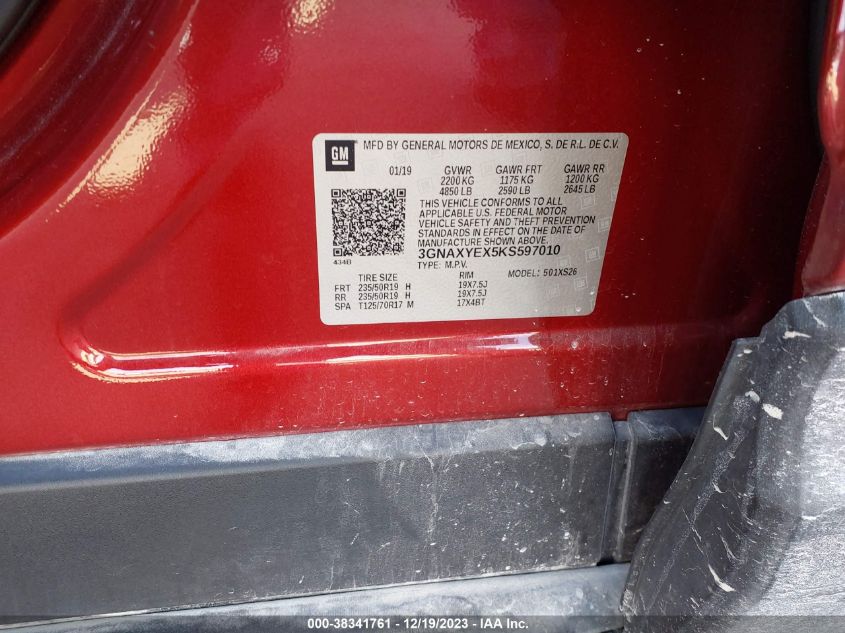 GM
MFD BY GENERAL MOTORS DE MEXICO, S. DE R.L. DE C.V.
01/19 GVWR GAWR FRT GAWR RR
2200 KG 1175 KG 1200 KG
4850 LB 2590 LB 2645 LB
THIS VEHICLE CONFORMS TO ALL
APPLICABLE U.S. FEDERAL MOTOR
VEHICLE SAFETY AND THEFT PREVENTION
STANDARDS IN EFFECT ON THE DATE OF
MANUFACTURE SHOWN ABOVE.
434B 3GNAXYEX5KS597010
TYPE: M.P.V. MODEL: 501XS26
TIRE SIZE RIM
FRT 235/50R19 H 19X7.5J
RR 235/50R19 H 19X7.5J
SPA T125/70R17 M 17X4BT
000-38341761 - 12/19/2023 - IAA Inc.